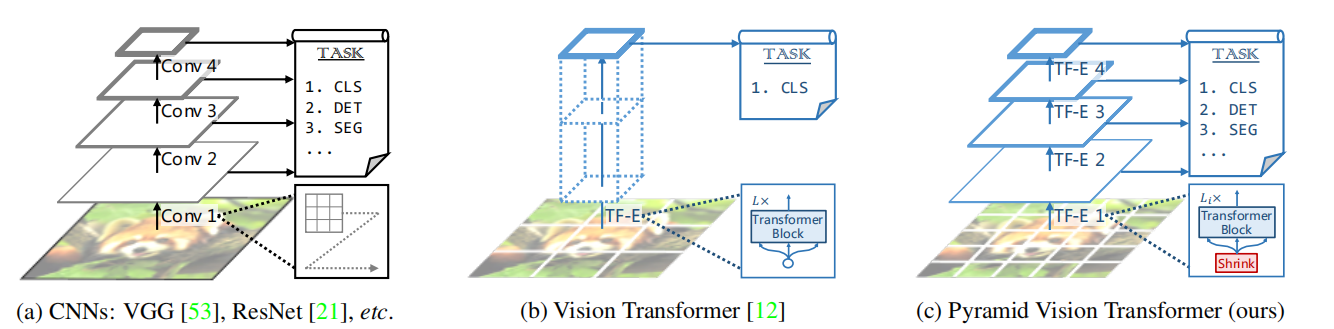 TASK
1. CLS
2. DET
3. SEG
...
Conv 4
Conv 3
Conv 2
Conv 1
(a) CNNs: VGG [53], ResNet [21], etc.
TASK
1. CLS
TF-E
L×
Transformer
Block
(b) Vision Transformer [12]
TASK
1. CLS
2. DET
3. SEG
...
TF-E 4
TF-E 3
TF-E 2
TF-E 1
Lᵢ×
Transformer
Block
Shrink
(c) Pyramid Vision Transformer (ours)